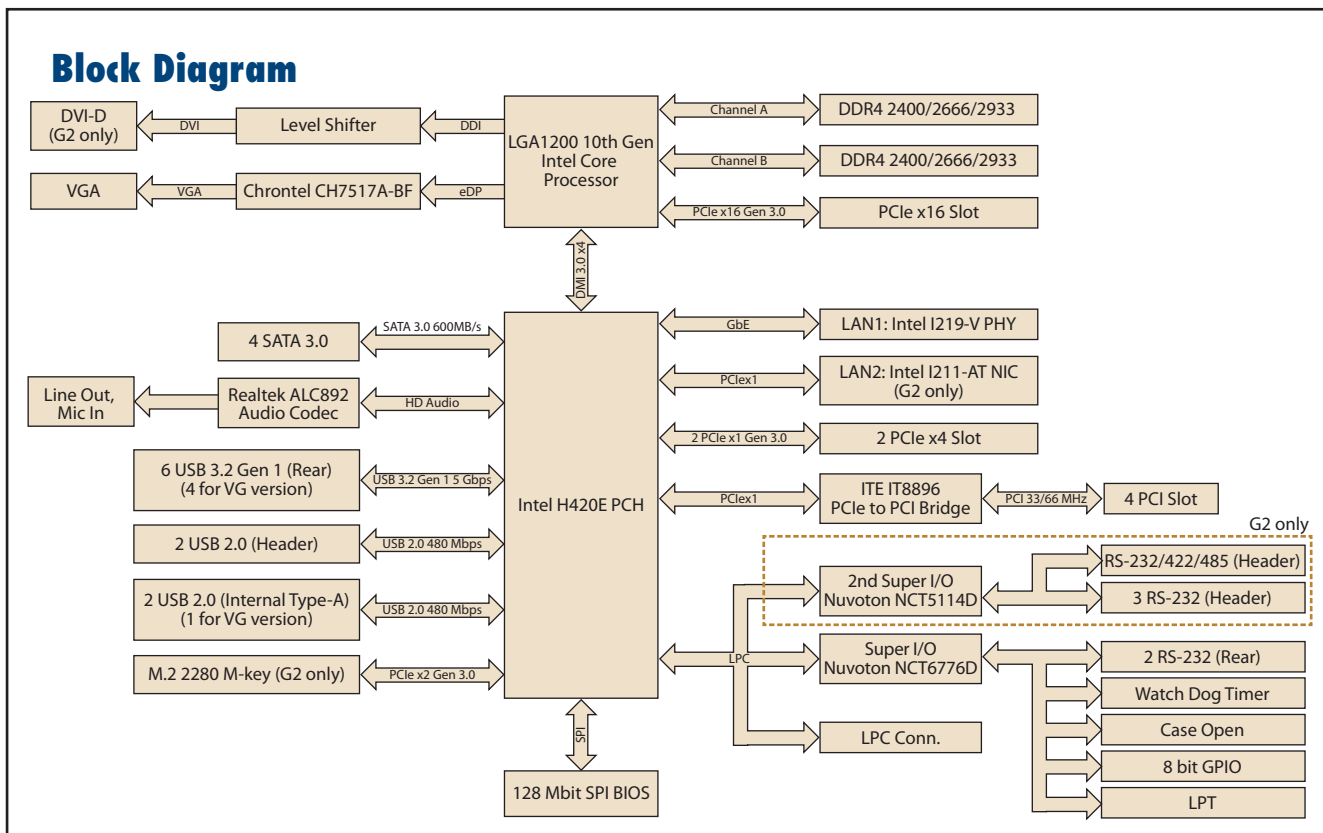 Block Diagram
DVI-D
(G2 only)
DVI
Level Shifter
DDI
LGA1200 10th Gen
Intel Core
Processor
Channel A
DDR4 2400/2666/2933
Channel B
DDR4 2400/2666/2933
VGA
VGA
Chrontel CH7517A-BF
eDP
PCIe x16 Gen 3.0
PCIe x16 Slot
DMI 3.0 x4
4 SATA 3.0
SATA 3.0 600MB/s
Intel H420E PCH
GbE
LAN1: Intel I219-V PHY
Line Out,
Mic In
Realtek ALC892
Audio Codec
HD Audio
PCIex1
LAN2: Intel I211-AT NIC
(G2 only)
2 PCIe x1 Gen 3.0
2 PCIe x4 Slot
6 USB 3.2 Gen 1 (Rear)
(4 for VG version)
USB 3.2 Gen 1 5 Gbps
PCIex1
ITE IT8896
PCIe to PCI Bridge
PCI 33/66 MHz
4 PCI Slot
2 USB 2.0 (Header)
USB 2.0 480 Mbps
G2 only
2nd Super I/O
Nuvoton NCT5114D
RS-232/422/485 (Header)
3 RS-232 (Header)
2 USB 2.0 (Internal Type-A)
(1 for VG version)
USB 2.0 480 Mbps
LPC
Super I/O
Nuvoton NCT6776D
2 RS-232 (Rear)
Watch Dog Timer
Case Open
8 bit GPIO
LPT
M.2 2280 M-key (G2 only)
PCIe x2 Gen 3.0
LPC Conn.
SPI
128 Mbit SPI BIOS